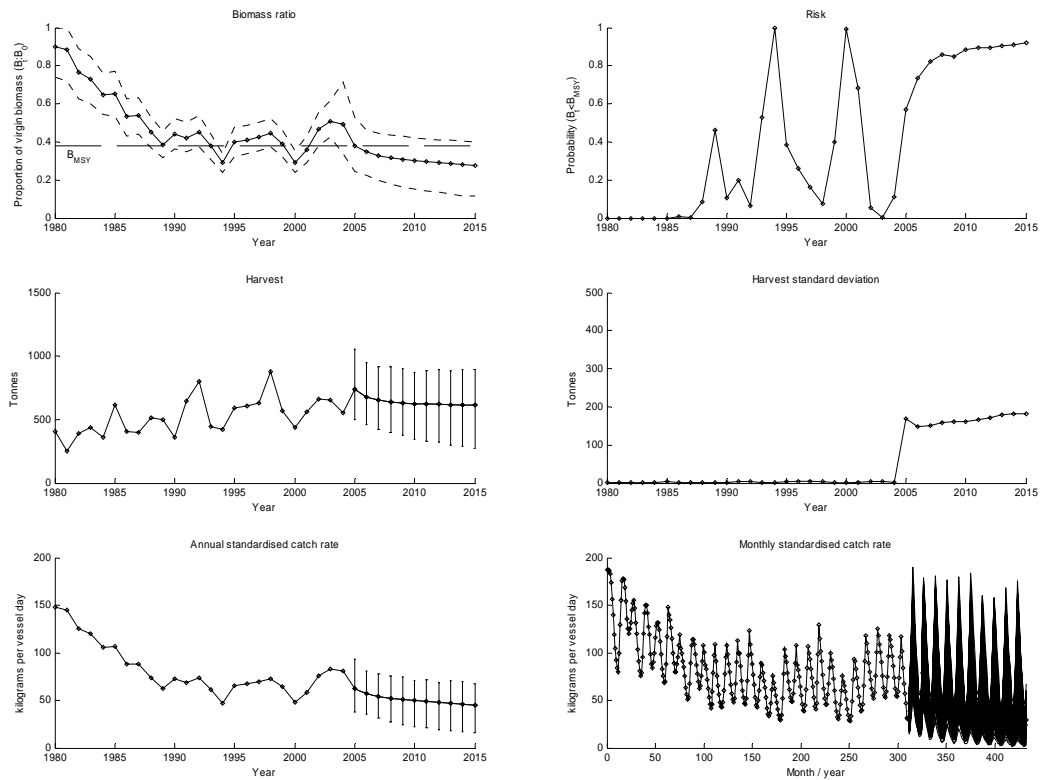 Biomass ratio
1
0.8
0.6
0.4
0.2
0
Proportion of virgin biomass (Bt:B0)
BMSY
1980 1985 1990 1995 2000 2005 2010 2015
Year
Risk
1
0.8
0.6
0.4
0.2
0
Probability (Bt<BMSY)
1980 1985 1990 1995 2000 2005 2010 2015
Year
Harvest
1500
1000
500
0
Tonnes
1980 1985 1990 1995 2000 2005 2010 2015
Year
Harvest standard deviation
500
400
300
200
100
0
Tonnes
1980 1985 1990 1995 2000 2005 2010 2015
Year
Annual standardised catch rate
200
150
100
50
0
kilograms per vessel day
1980 1985 1990 1995 2000 2005 2010 2015
Year
Monthly standardised catch rate
200
150
100
50
0
kilograms per vessel day
0 50 100 150 200 250 300 350 400
Month / year